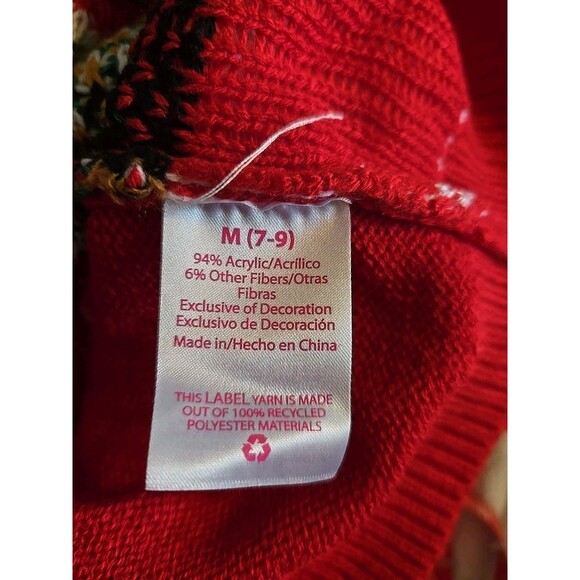 M (7-9)
94% Acrylic/Acrílico
6% Other Fibers/Otras
Fibras
Exclusive of Decoration
Exclusivo de Decoración
Made in/Hecho en China
THIS LABEL YARN IS MADE
OUT OF 100% RECYCLED
POLYESTER MATERIALS